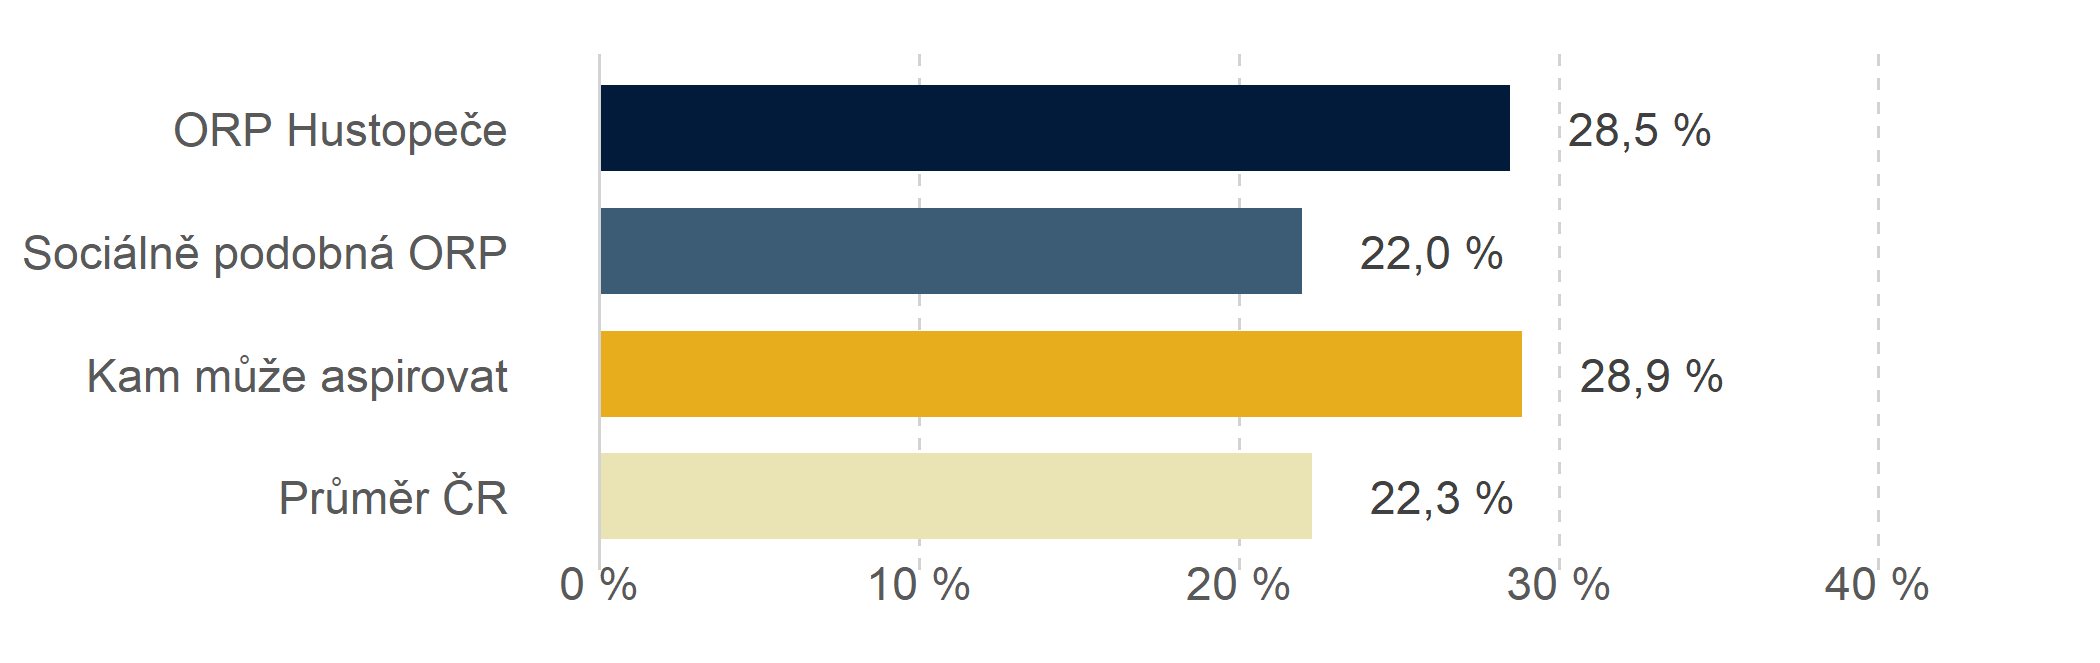 ORP Hustopeče 28,5 %
Sociálně podobná ORP 22,0 %
Kam může aspirovat 28,9 %
Průměr ČR 22,3 %
0 % 10 % 20 % 30 % 40 %